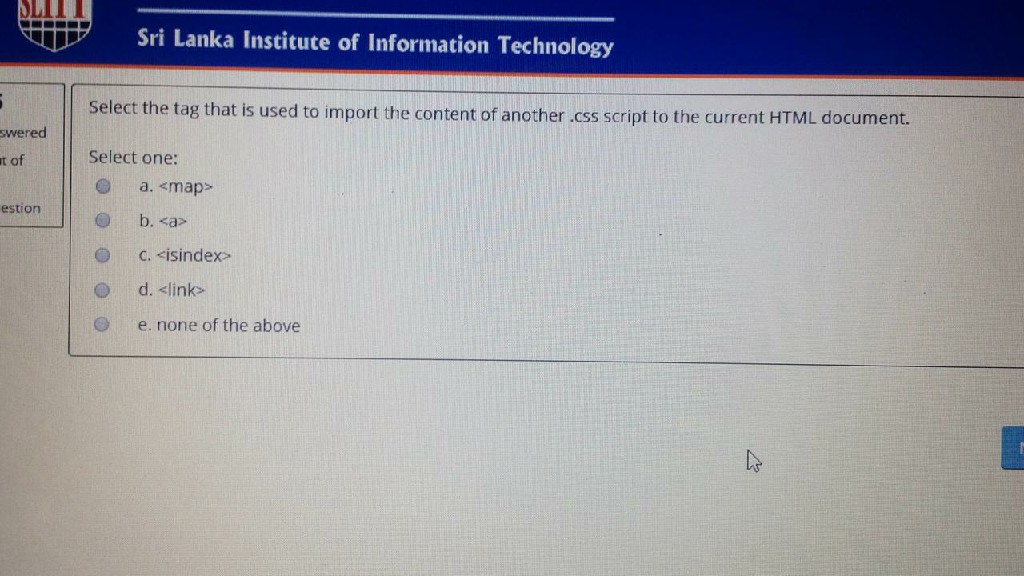 SLIIT
Sri Lanka Institute of Information Technology
5
swered
t of
estion
Select the tag that is used to import the content of another .css script to the current HTML document.
Select one:
a. <map>
b. <a>
c. <isindex>
d. <link>
e. none of the above